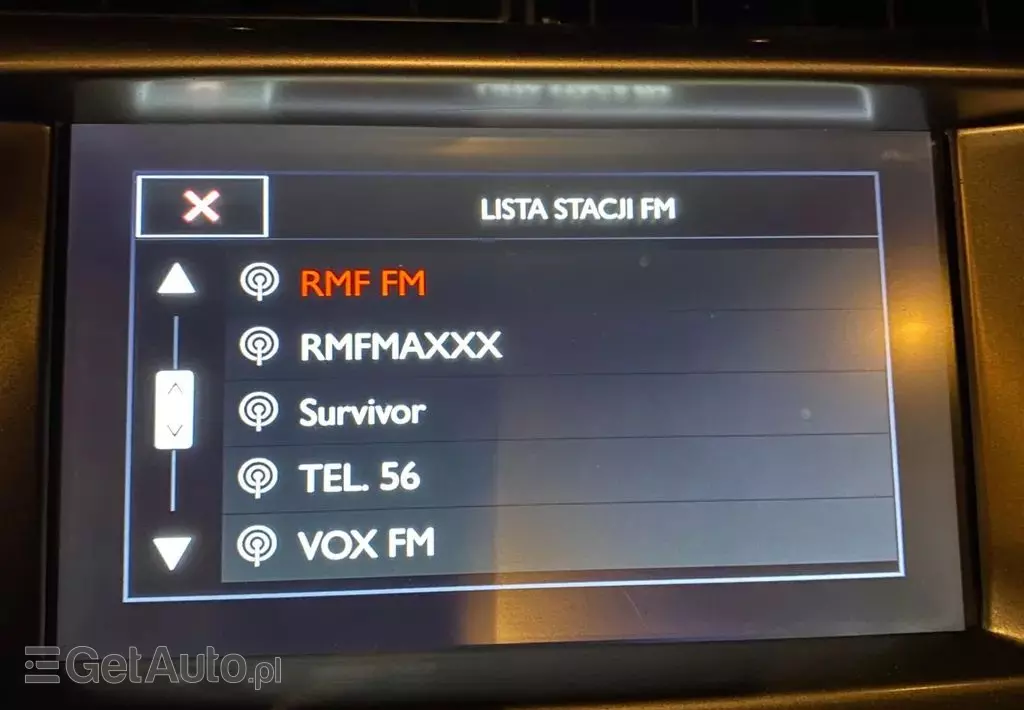 LISTA STACJI FM
RMF FM
RMFMAXXX
Survivor
TEL. 56
VOX FM
GetAuto.pl